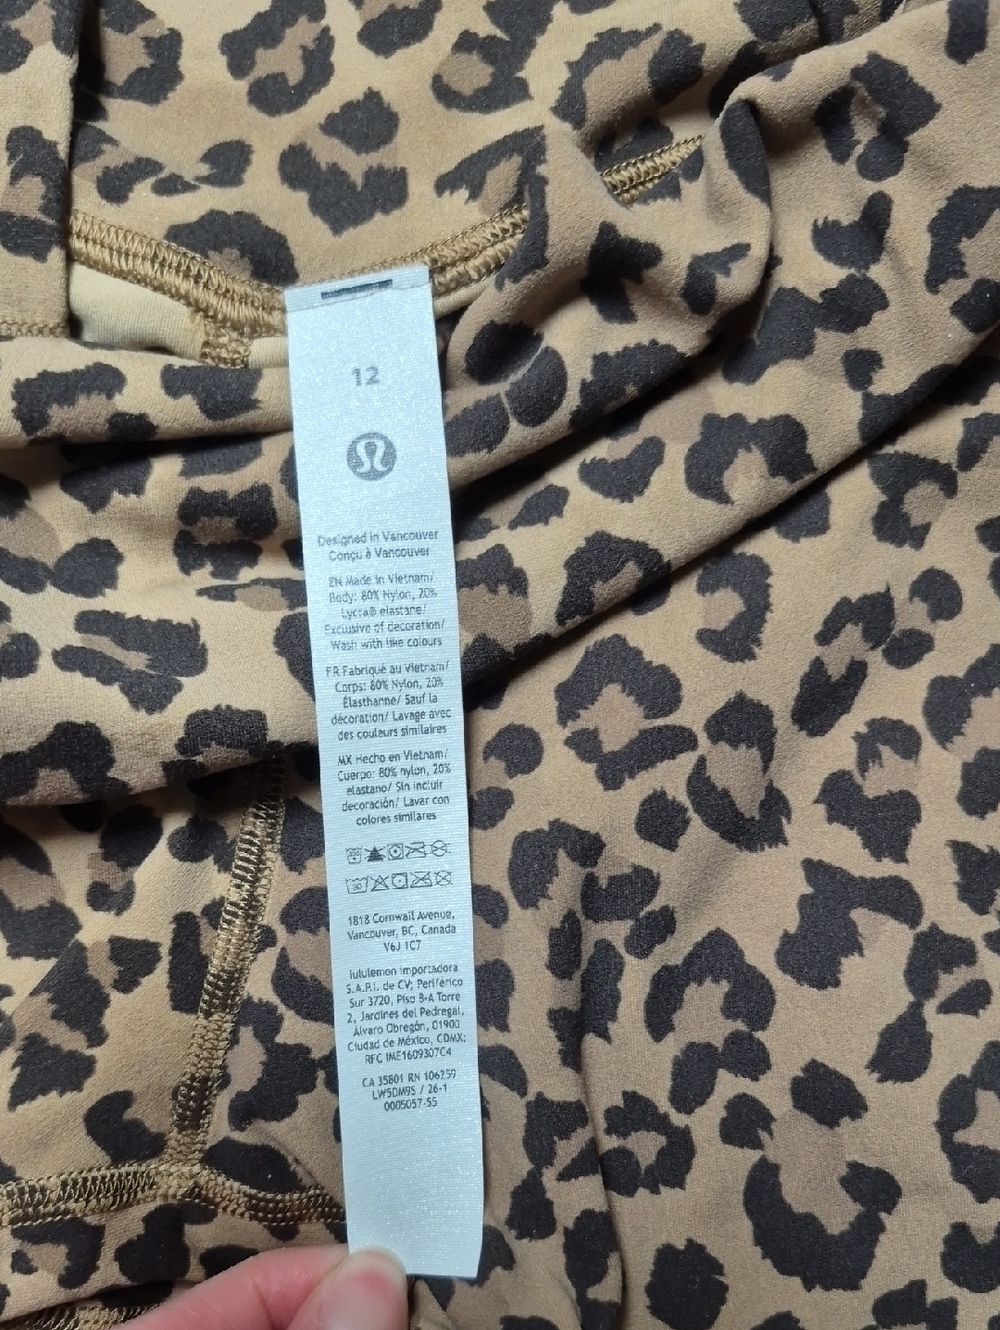 12
Designed in Vancouver
Conçu à Vancouver
EN Made in Vietnam/
Body: 80% Nylon, 20%
Lycra® elastane/
Exclusive of decoration/
Wash with like colours
FR Fabriqué au Vietnam/
Corps: 80% Nylon, 20%
Élasthanne/ Sauf la
décoration/ Lavage avec
des couleurs similaires
MX Hecho en Vietnam/
Cuerpo: 80% nylon, 20%
elastano/ Sin incluir
decoración/ Lavar con
colores similares
30
1818 Cornwall Avenue,
Vancouver, BC, Canada
V6J 1C7
lululemon importadora
S.A.P.I. de CV; Periférico
Sur 3720, Piso 8-A Torre
2, Jardines del Pedregal,
Álvaro Obregón, 01900
Ciudad de México, CDMX;
RFC IME1609307C4
CA 35801 RN 106259
LW5DM9S / 26-1
0005057-55